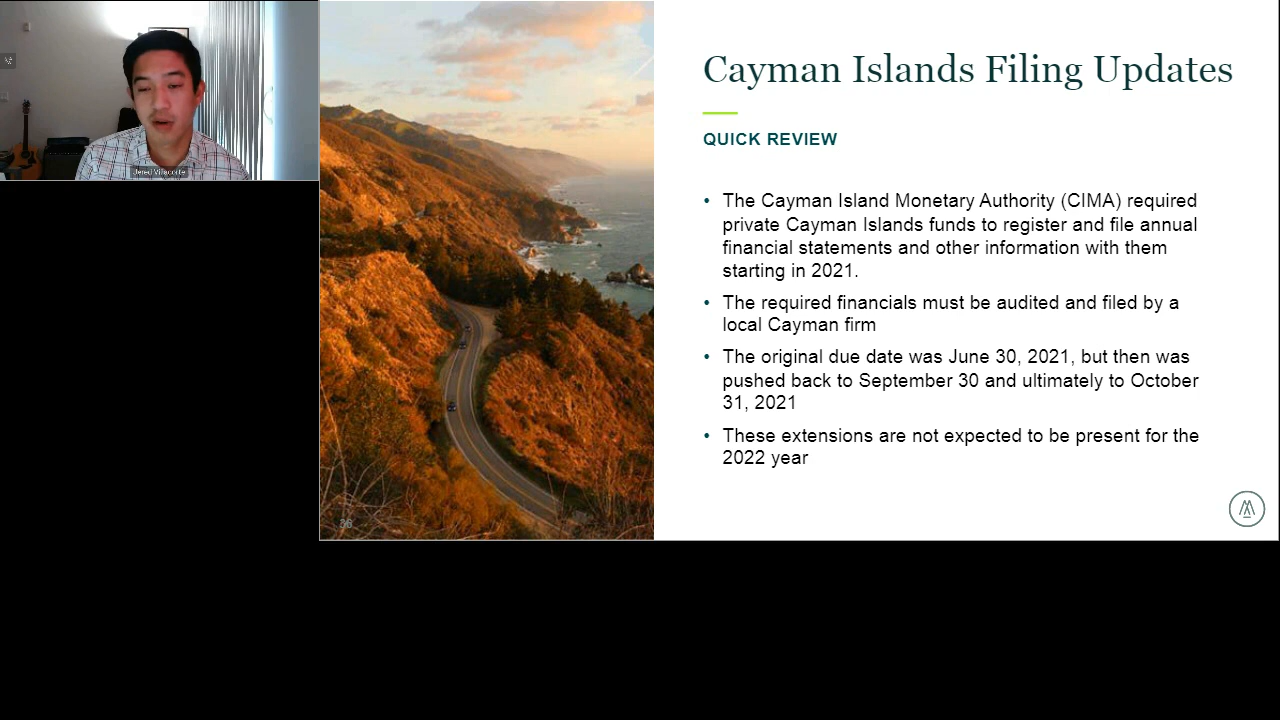 Jered Villacorte
Cayman Islands Filing Updates
QUICK REVIEW
• The Cayman Island Monetary Authority (CIMA) required
private Cayman Islands funds to register and file annual
financial statements and other information with them
starting in 2021.
• The required financials must be audited and filed by a
local Cayman firm
• The original due date was June 30, 2021, but then was
pushed back to September 30 and ultimately to October
31, 2021
• These extensions are not expected to be present for the
2022 year
36